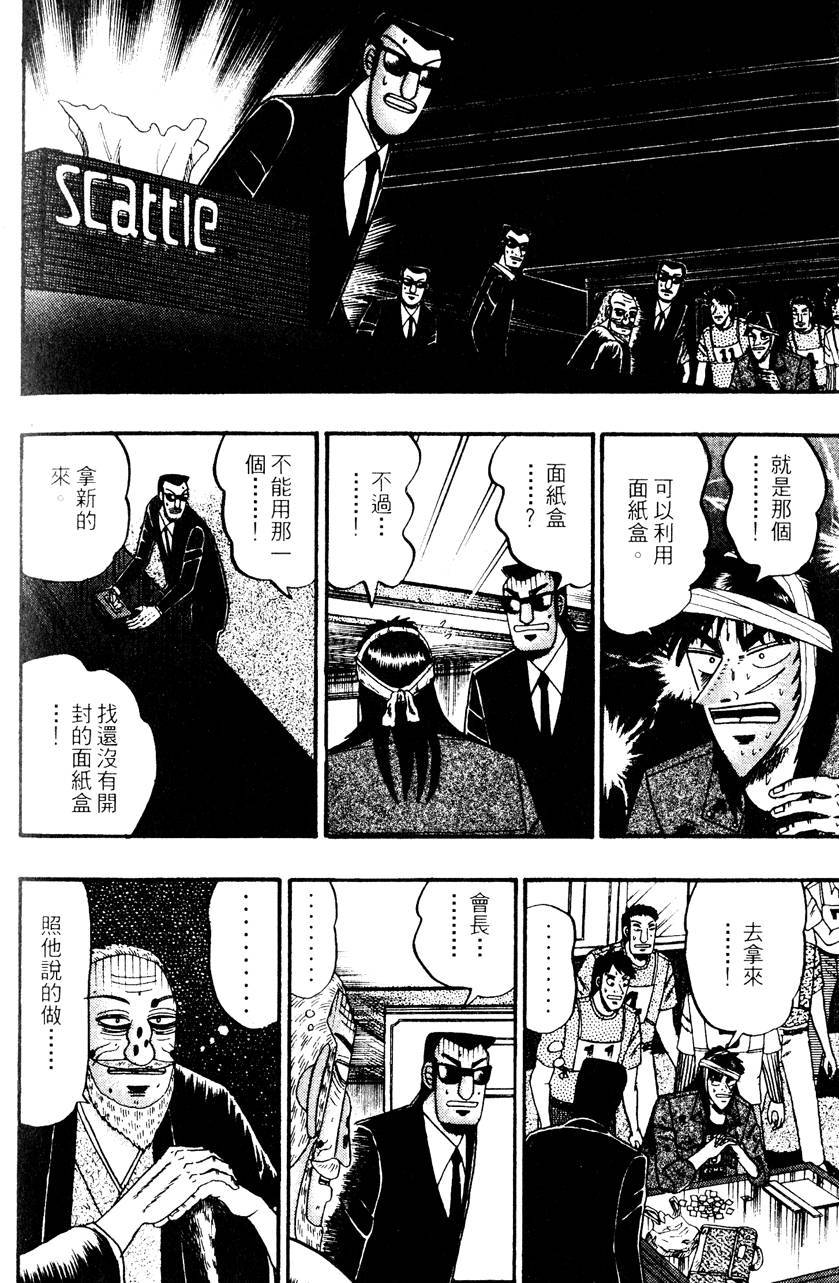 scattie
11
就是那個
……！
可以利用
面紙盒。
面紙盒
……？
不過…
……！
不能用那一
個……！
拿新的
來。
找還沒有開
封的面紙盒
…！
去拿來
……！
…
……
會長…
……
……
………
……
照他說的做……